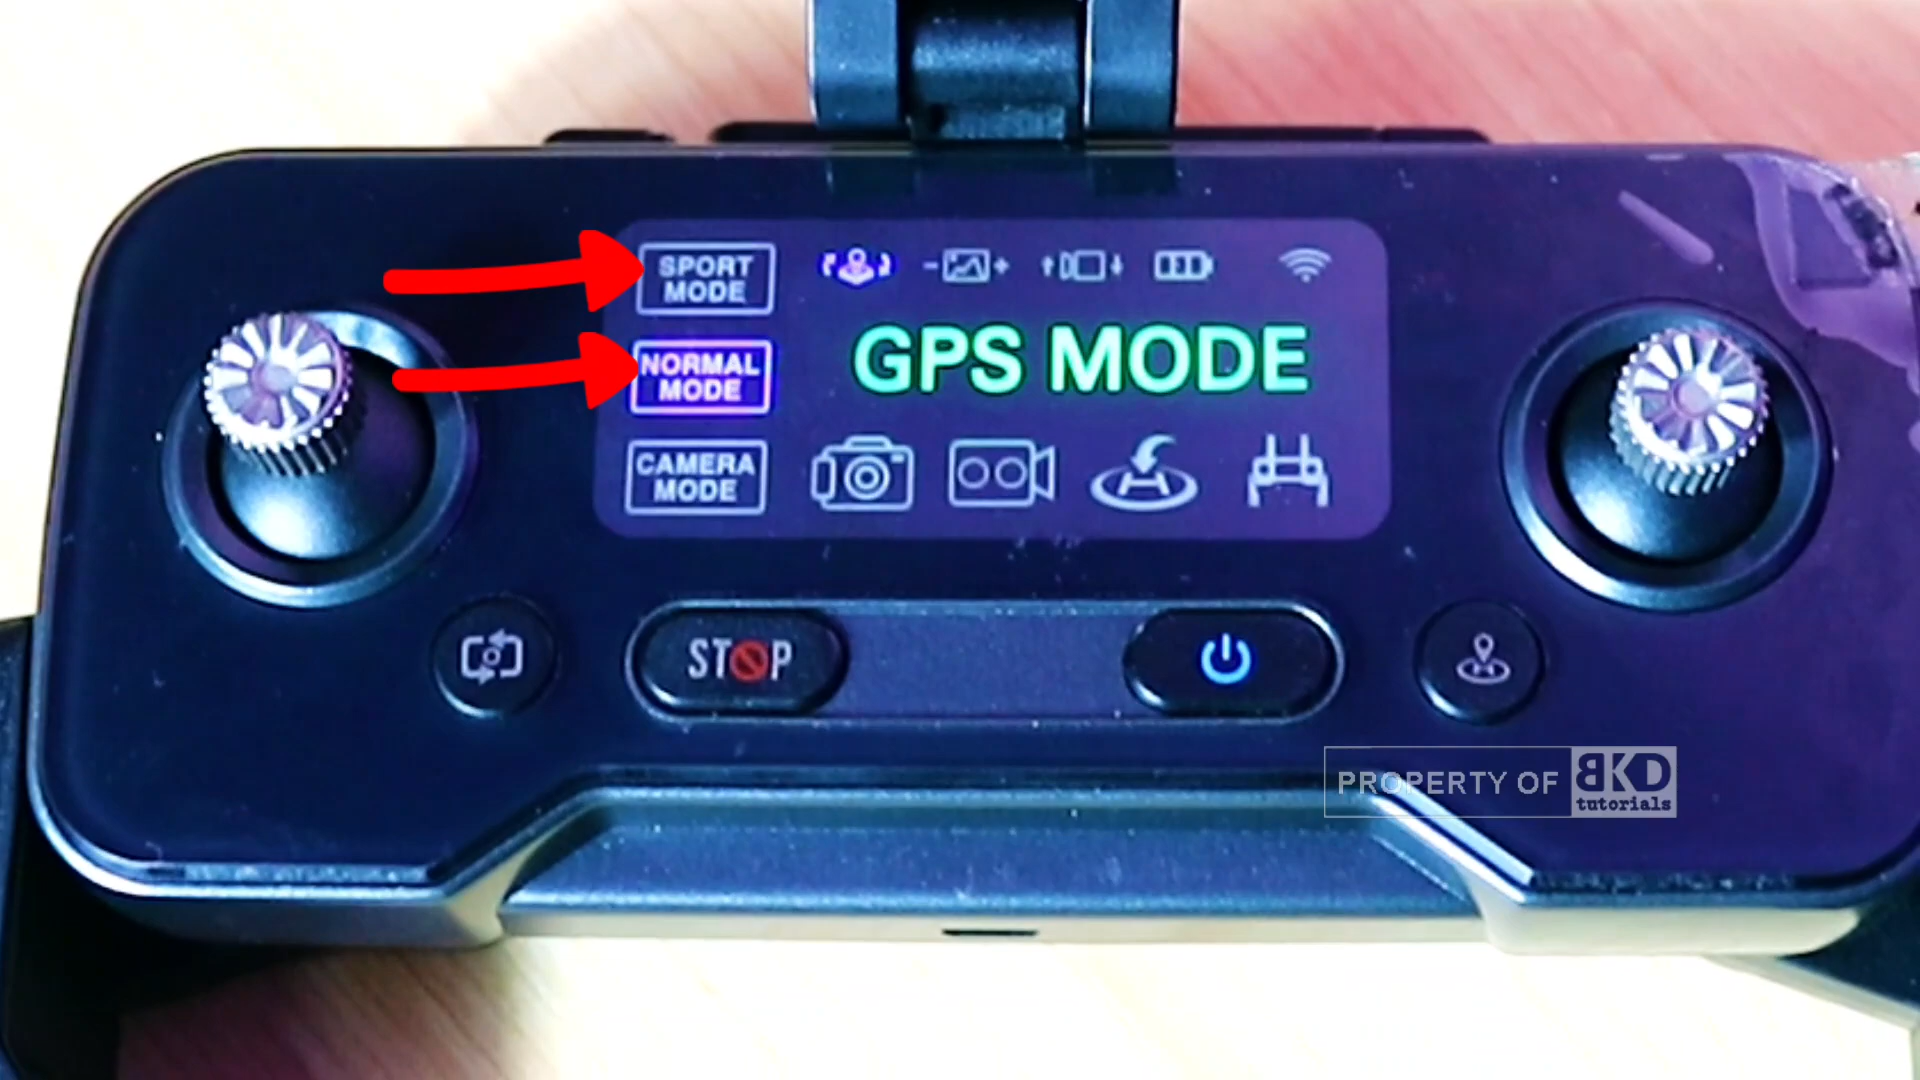 SPORT
MODE
NORMAL
MODE
GPS MODE
CAMERA
MODE
STOP
PROPERTY OF BKD
tutorials